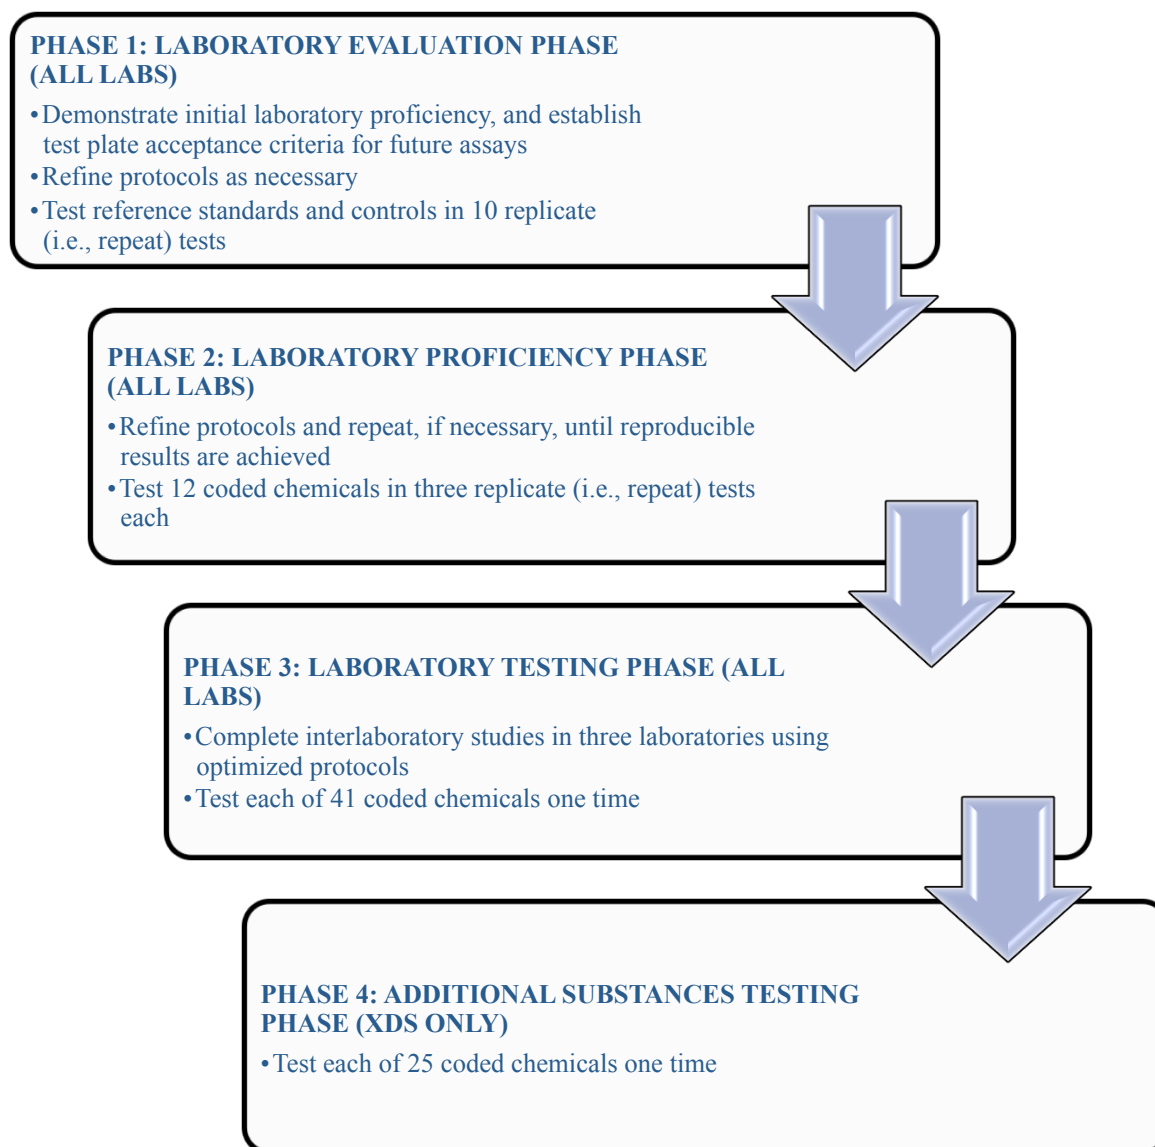 PHASE 1: LABORATORY EVALUATION PHASE
(ALL LABS)
•Demonstrate initial laboratory proficiency, and establish
test plate acceptance criteria for future assays
•Refine protocols as necessary
•Test reference standards and controls in 10 replicate
(i.e., repeat) tests
PHASE 2: LABORATORY PROFICIENCY PHASE
(ALL LABS)
•Refine protocols and repeat, if necessary, until reproducible
results are achieved
•Test 12 coded chemicals in three replicate (i.e., repeat) tests
each
PHASE 3: LABORATORY TESTING PHASE (ALL
LABS)
•Complete interlaboratory studies in three laboratories using
optimized protocols
•Test each of 41 coded chemicals one time
PHASE 4: ADDITIONAL SUBSTANCES TESTING
PHASE (XDS ONLY)
•Test each of 25 coded chemicals one time